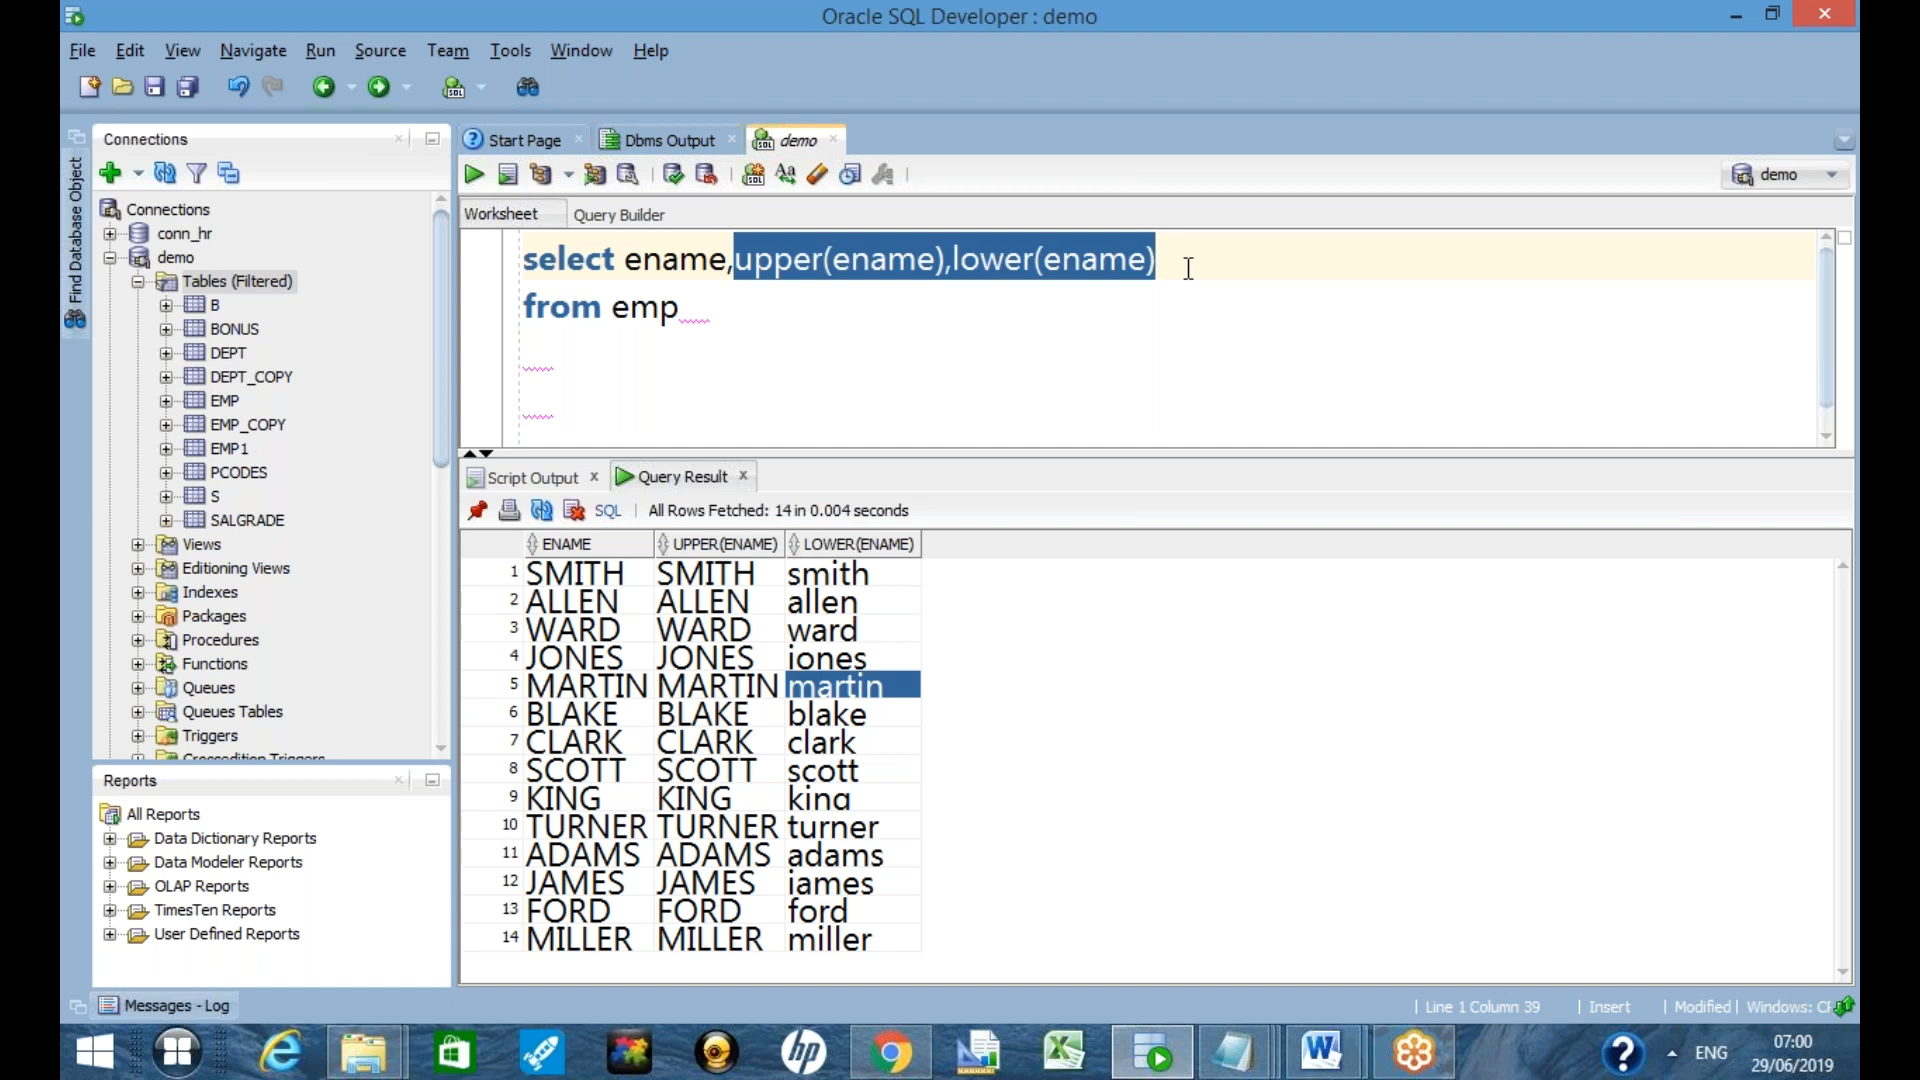 Oracle SQL Developer : demo
File Edit View Navigate Run Source Team Tools Window Help
Find Database Object
Connections
Connections
conn_hr
demo
Tables (Filtered)
B
BONUS
DEPT
DEPT_COPY
EMP
EMP_COPY
EMP1
PCODES
S
SALGRADE
Views
Editioning Views
Indexes
Packages
Procedures
Functions
Queues
Queues Tables
Triggers
Crossedition Triggers
Reports
All Reports
Data Dictionary Reports
Data Modeler Reports
OLAP Reports
TimesTen Reports
User Defined Reports
Start Page Dbms Output demo
demo
Worksheet Query Builder
select ename,upper(ename),lower(ename)
from emp
Script Output Query Result
SQL All Rows Fetched: 14 in 0.004 seconds
ENAME UPPER(ENAME) LOWER(ENAME)
1 SMITH SMITH smith
2 ALLEN ALLEN allen
3 WARD WARD ward
4 JONES JONES jones
5 MARTIN MARTIN martin
6 BLAKE BLAKE blake
7 CLARK CLARK clark
8 SCOTT SCOTT scott
9 KING KING king
10 TURNER TURNER turner
11 ADAMS ADAMS adams
12 JAMES JAMES james
13 FORD FORD ford
14 MILLER MILLER miller
Messages - Log
Line 1 Column 39 Insert Modified Windows:
ENG 07:00
29/06/2019